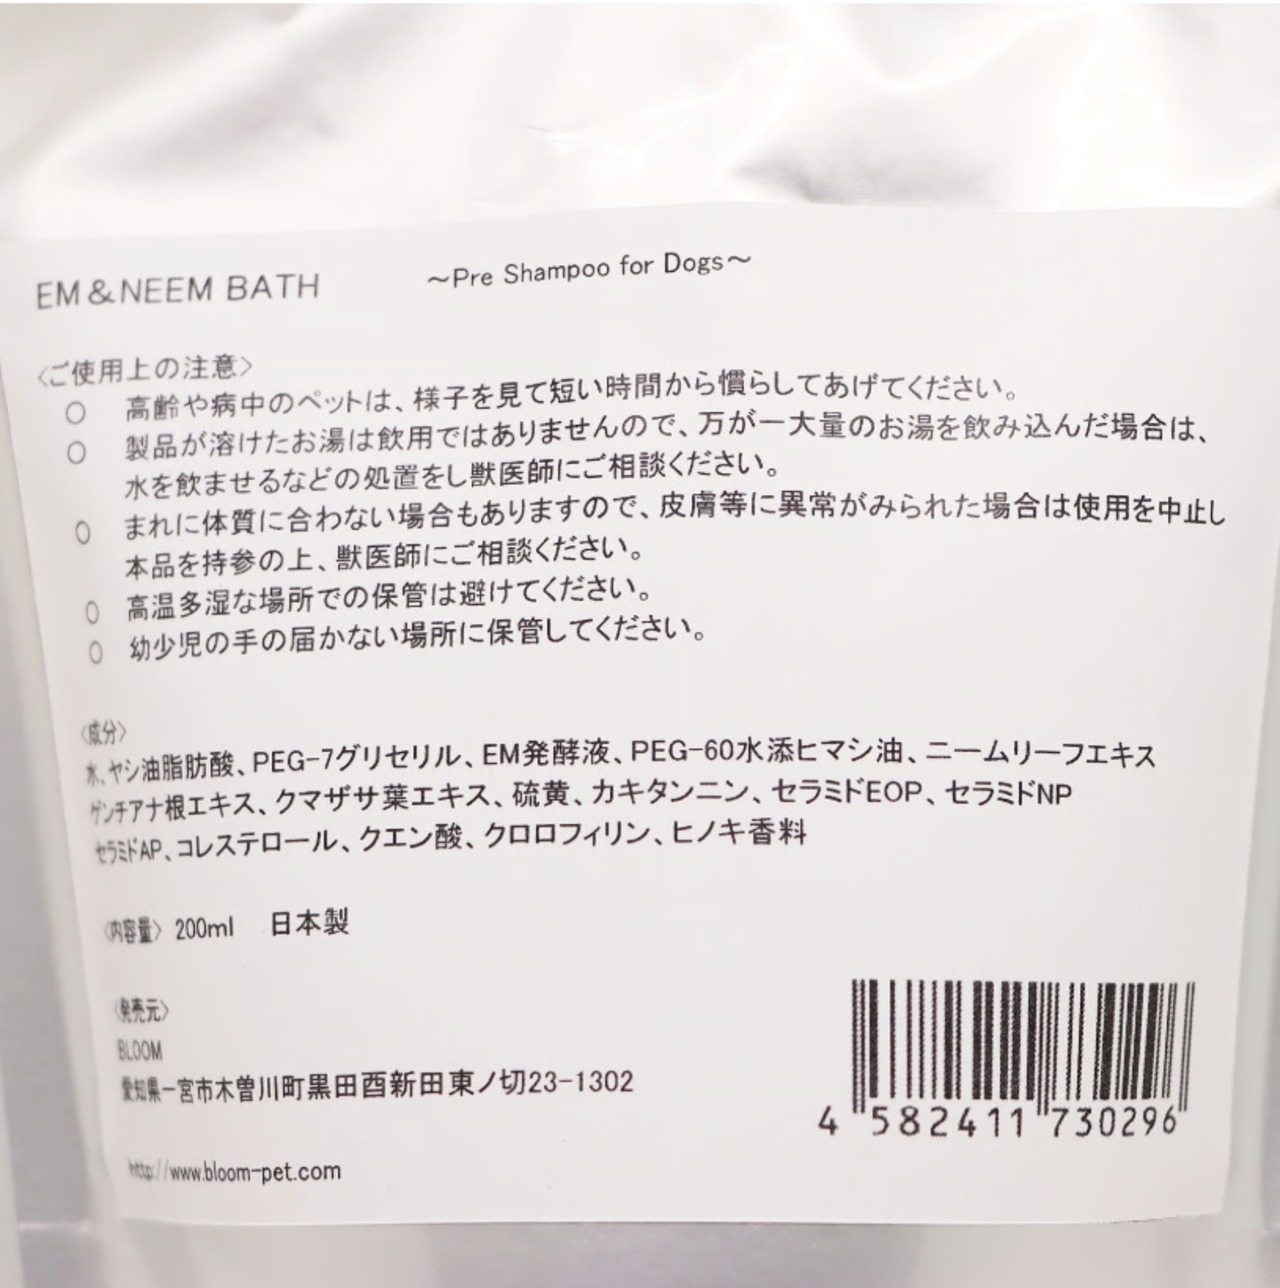 EM&NEEM BATH ～Pre Shampoo for Dogs～
〈ご使用上の注意〉
○ 高齢や病中のペットは、様子を見て短い時間から慣らしてあげてください。
○ 製品が溶けたお湯は飲用ではありませんので、万が一大量のお湯を飲み込んだ場合は、
水を飲ませるなどの処置をし獣医師にご相談ください。
○ まれに体質に合わない場合もありますので、皮膚等に異常がみられた場合は使用を中止し
本品を持参の上、獣医師にご相談ください。
○ 高温多湿な場所での保管は避けてください。
○ 幼少児の手の届かない場所に保管してください。
〈成分〉
水、ヤシ油脂肪酸、PEG-7グリセリル、EM発酵液、PEG-60水添ヒマシ油、ニームリーフエキス
ゲンチアナ根エキス、クマザサ葉エキス、硫黄、カキタンニン、セラミドEOP、セラミドNP
セラミドAP、コレステロール、クエン酸、クロロフィリン、ヒノキ香料
〈内容量〉 200ml 日本製
〈発売元〉
BLOOM
愛知県一宮市木曽川町黒田酉新田東ノ切23-1302
4 582411 730296
http://www.bloom-pet.com